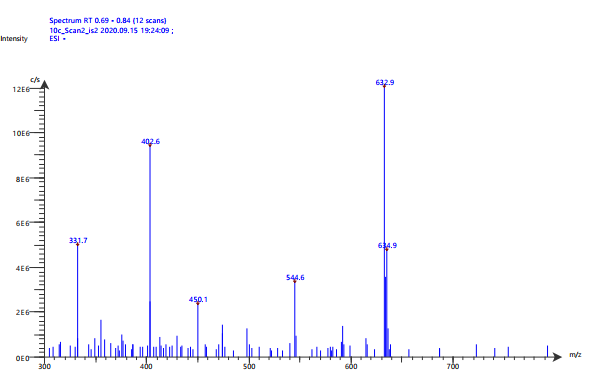 Spectrum RT 0.69 - 0.84 (12 scans)
10c_Scan2_is2 2020.09.15 19:24:09 ;
ESI -
Intensity
c/s
12E6
10E6
8E6
6E6
4E6
2E6
0E0
632.9
402.6
331.7
634.9
544.6
450.1
300
400
500
600
700
m/z